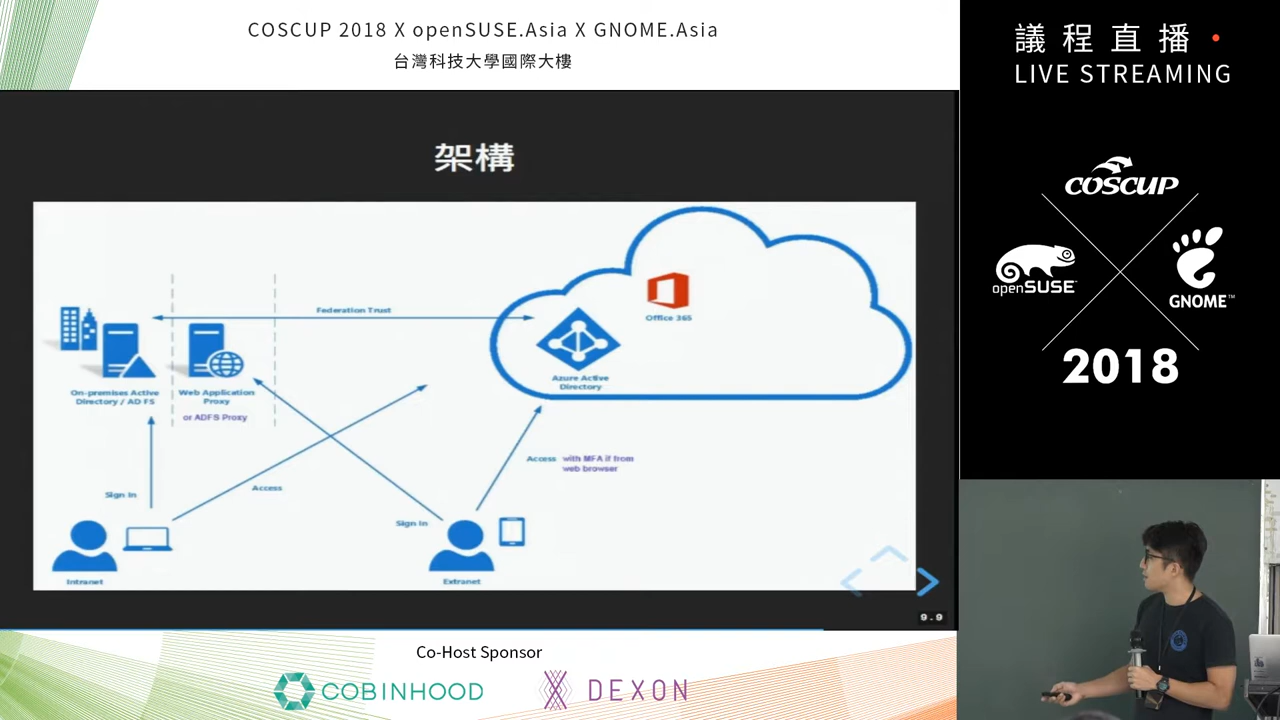 COSCUP 2018 X openSUSE.Asia X GNOME.Asia
台灣科技大學國際大樓
議程直播
LIVE STREAMING
架構
Federation Trust
Office 365
Azure Active
Directory
On-premises Active
Directory / AD FS
Web Application
Proxy
or ADFS Proxy
Access with MFA if from
web browser
Access
Sign In
Sign In
Intranet
Extranet
9.9
COSCUP
openSUSE
GNOME™
2018
Co-Host Sponsor
COBINHOOD
DEXON